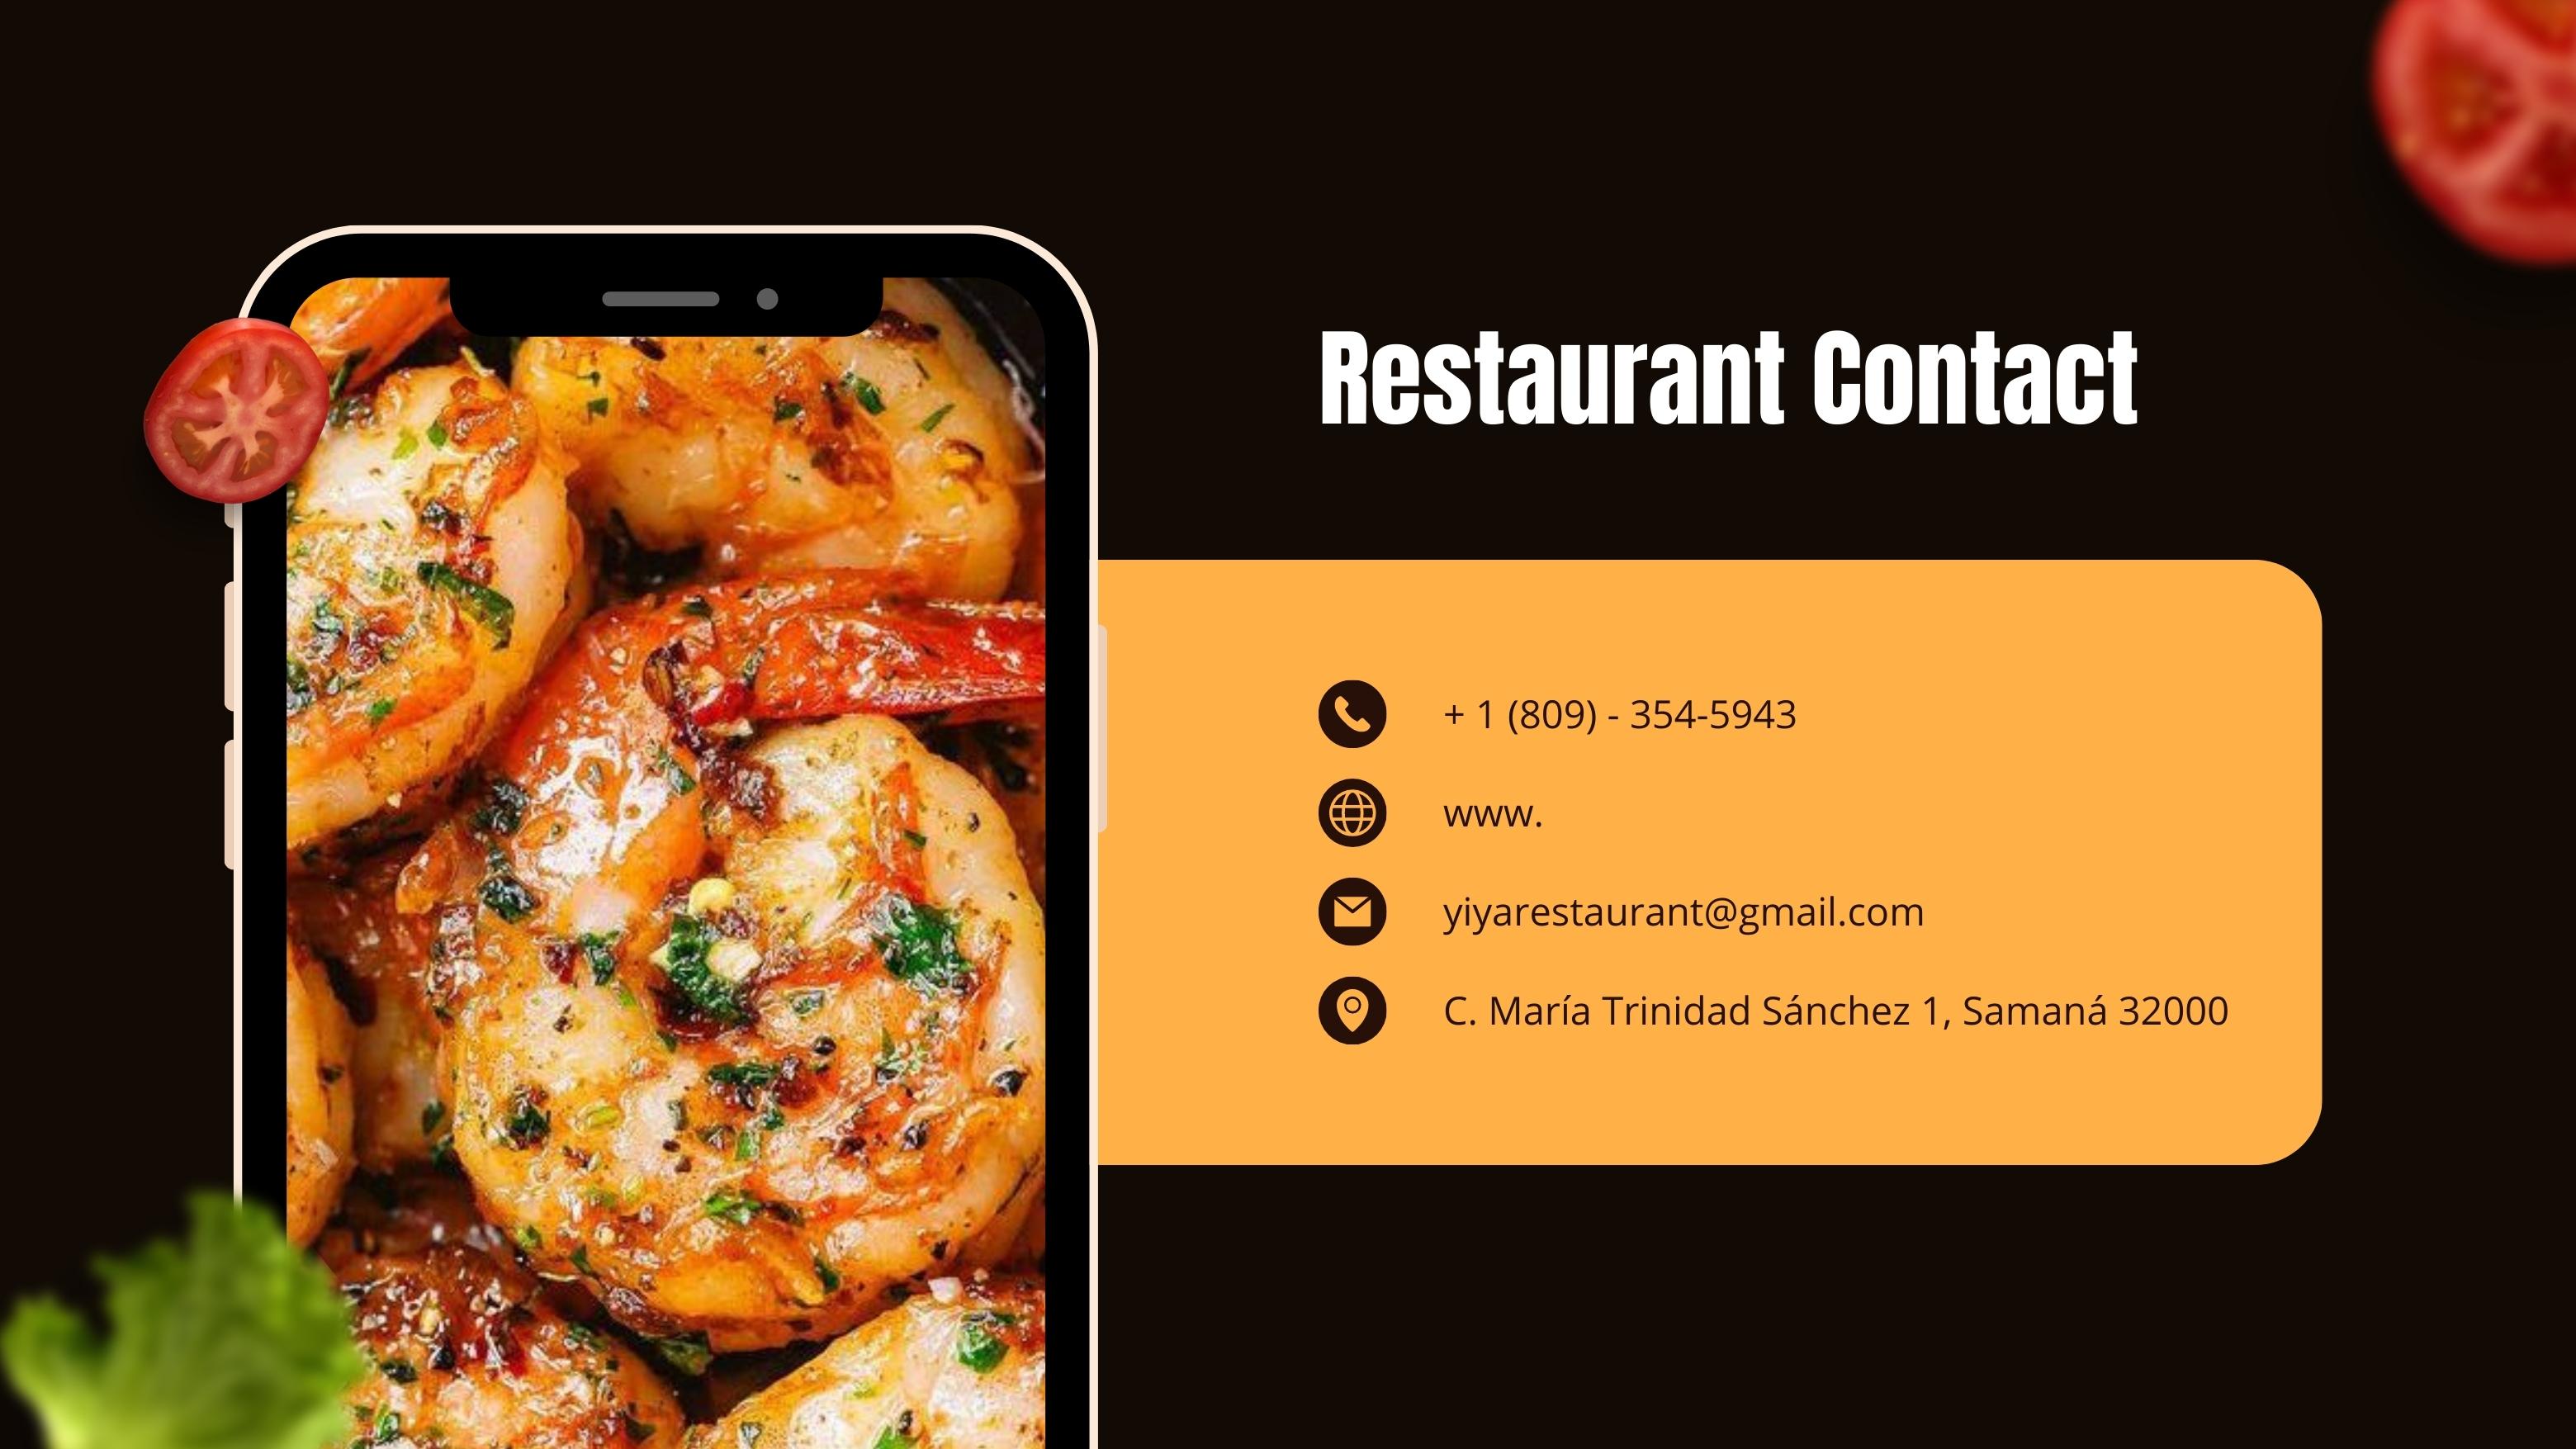 Restaurant Contact
+ 1 (809) - 354-5943
www.
yiyarestaurant@gmail.com
C. María Trinidad Sánchez 1, Samaná 32000